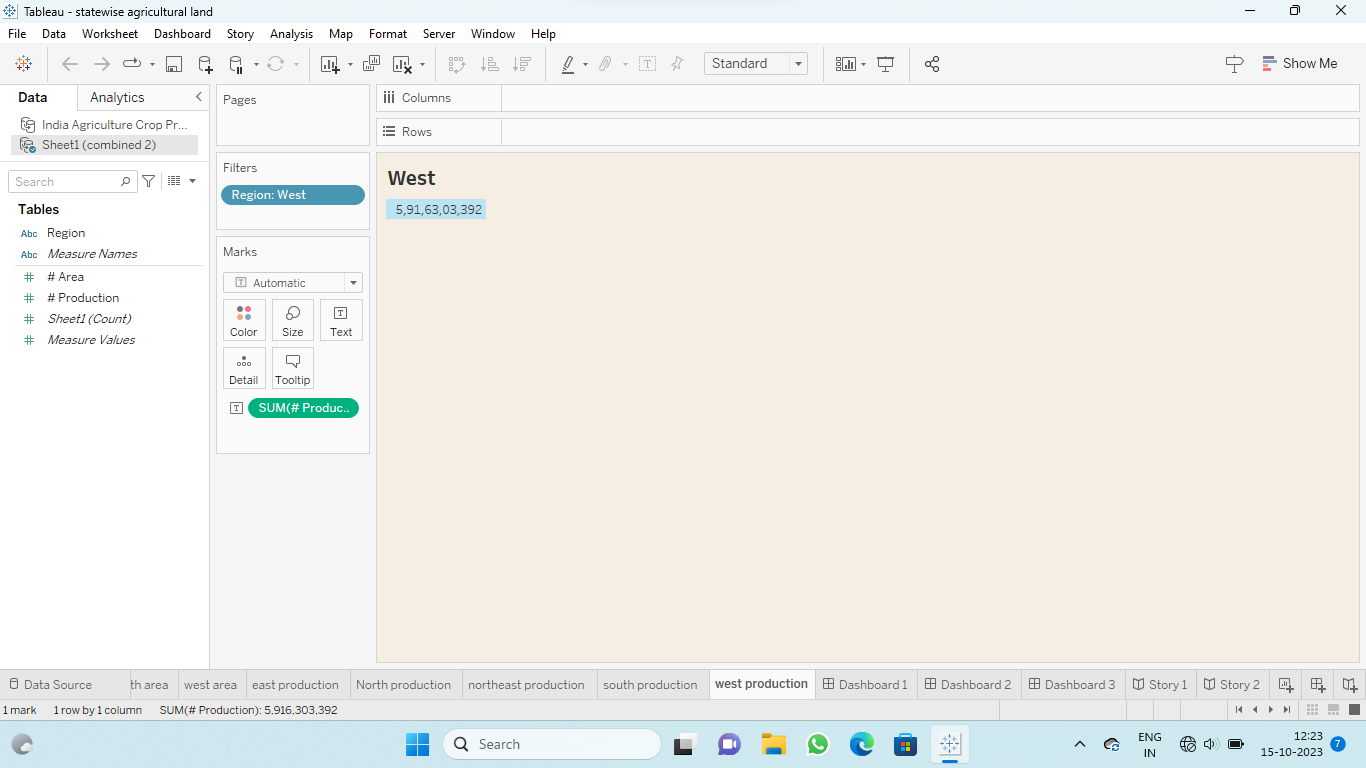 Tableau - statewise agricultural land
File Data Worksheet Dashboard Story Analysis Map Format Server Window Help
Standard
Show Me
Data Analytics
India Agriculture Crop Pr...
Sheet1 (combined 2)
Search
Tables
Abc Region
Abc Measure Names
# Area
# Production
Sheet1 (Count)
Measure Values
Pages
Filters
Region: West
Marks
Automatic
Color Size Text
Detail Tooltip
SUM(# Produc..
Columns
Rows
West
5,91,63,03,392
Data Source th area west area east production North production northeast production south production west production Dashboard 1 Dashboard 2 Dashboard 3 Story 1 Story 2
1 mark 1 row by 1 column SUM(# Production): 5,916,303,392
Search
ENG
IN
12:23
15-10-2023
7